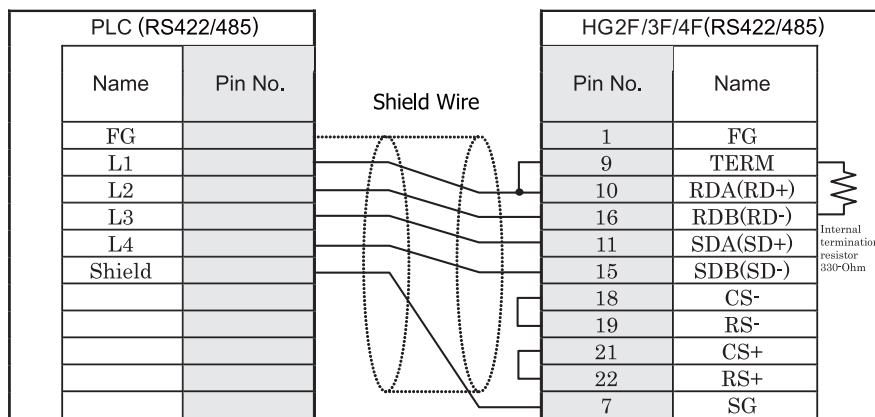 PLC (RS422/485)
HG2F/3F/4F(RS422/485)
Name Pin No. Pin No. Name
Shield Wire
FG 1 FG
L1 9 TERM
L2 10 RDA(RD+)
L3 16 RDB(RD-)
L4 11 SDA(SD+)
Shield 15 SDB(SD-)
18 CS-
19 RS-
21 CS+
22 RS+
7 SG
Internal
termination
resistor
330-Ohm